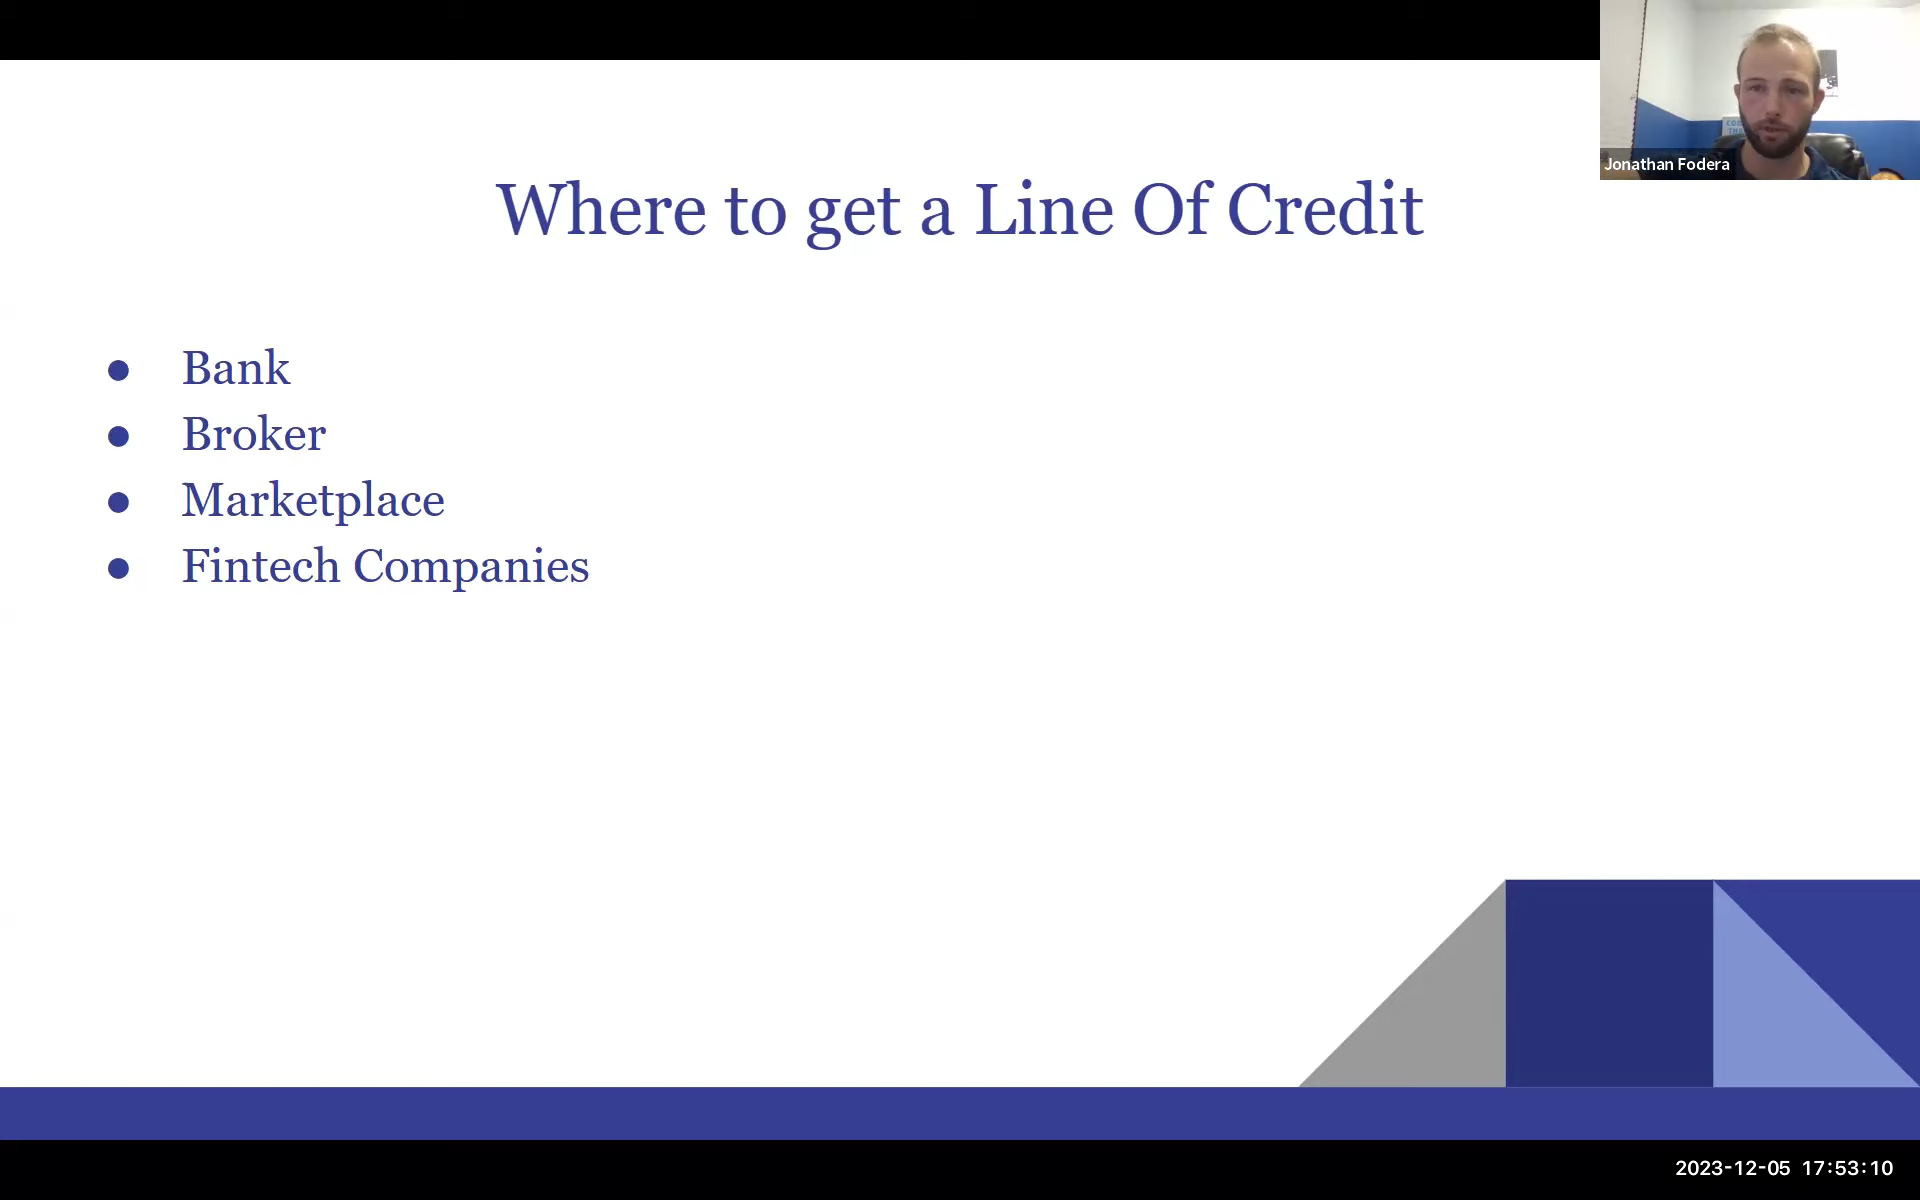 Jonathan Fodera
Where to get a Line Of Credit
● Bank
● Broker
● Marketplace
● Fintech Companies
2023-12-05 17:53:10